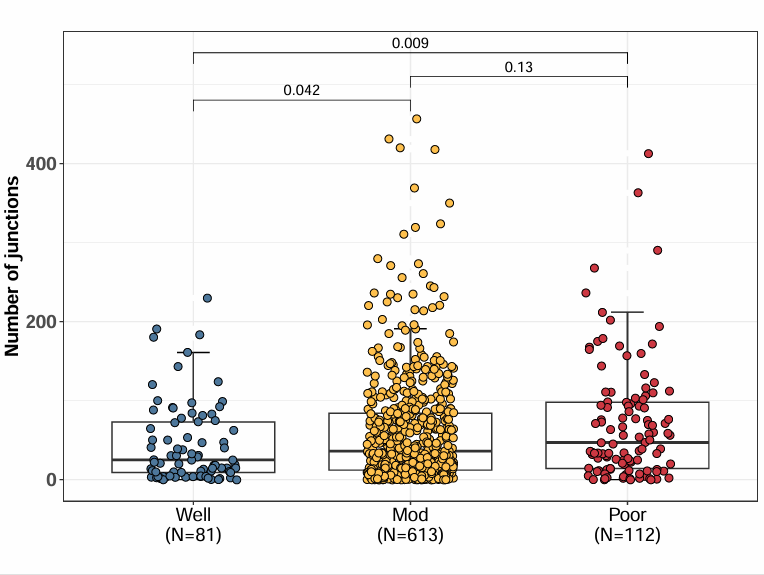 0.009
0.13
0.042
Number of junctions
400
200
0
Well
(N=81)
Mod
(N=613)
Poor
(N=112)